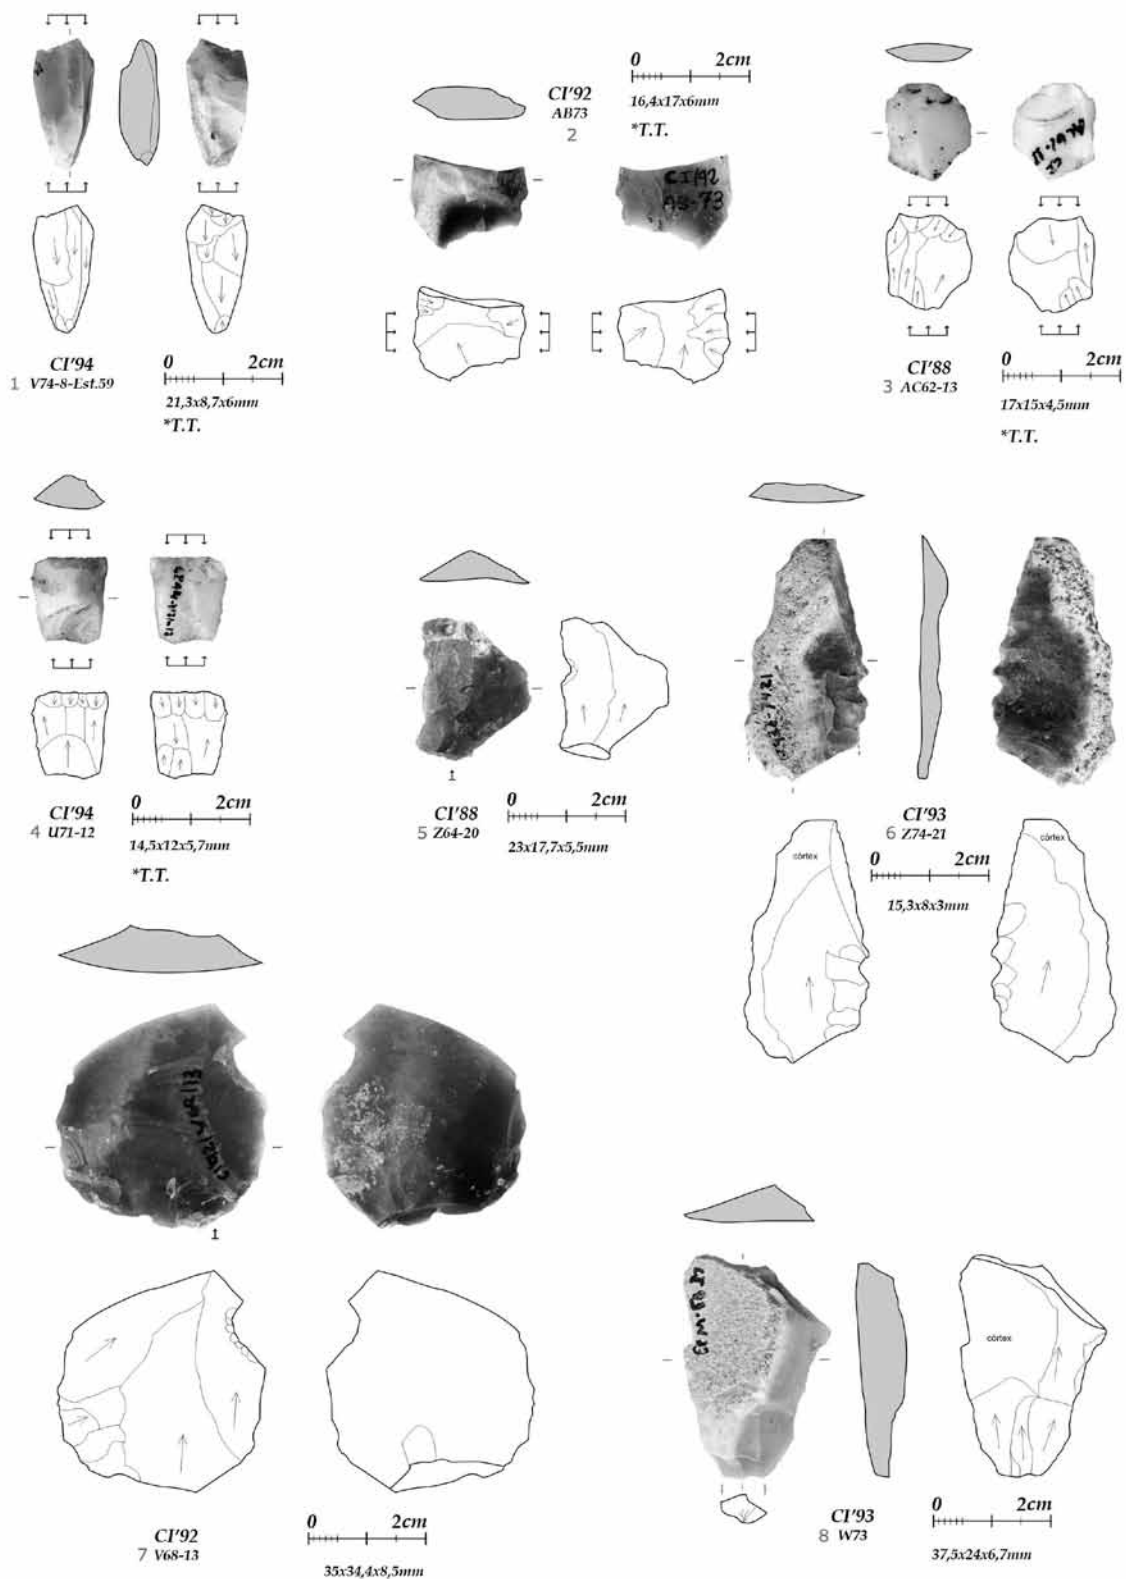 CI'94
1 V74-8-Est.59
0 2cm
21,3x8,7x6mm
*T.T.
CI'92
AB73
2
0 2cm
16,4x17x6mm
*T.T.
CI'92
AB-73
CI'88
3 AC62-13
0 2cm
17x15x4,5mm
*T.T.
CI'94
4 U71-12
0 2cm
14,5x12x5,7mm
*T.T.
CI'88
5 Z64-20
0 2cm
23x17,7x5,5mm
CI'93
6 Z74-21
0 2cm
15,3x8x3mm
córtex
córtex
CI'92
7 V68-13
0 2cm
35x34,4x8,5mm
córtex
CI'93
8 W73
0 2cm
37,5x24x6,7mm